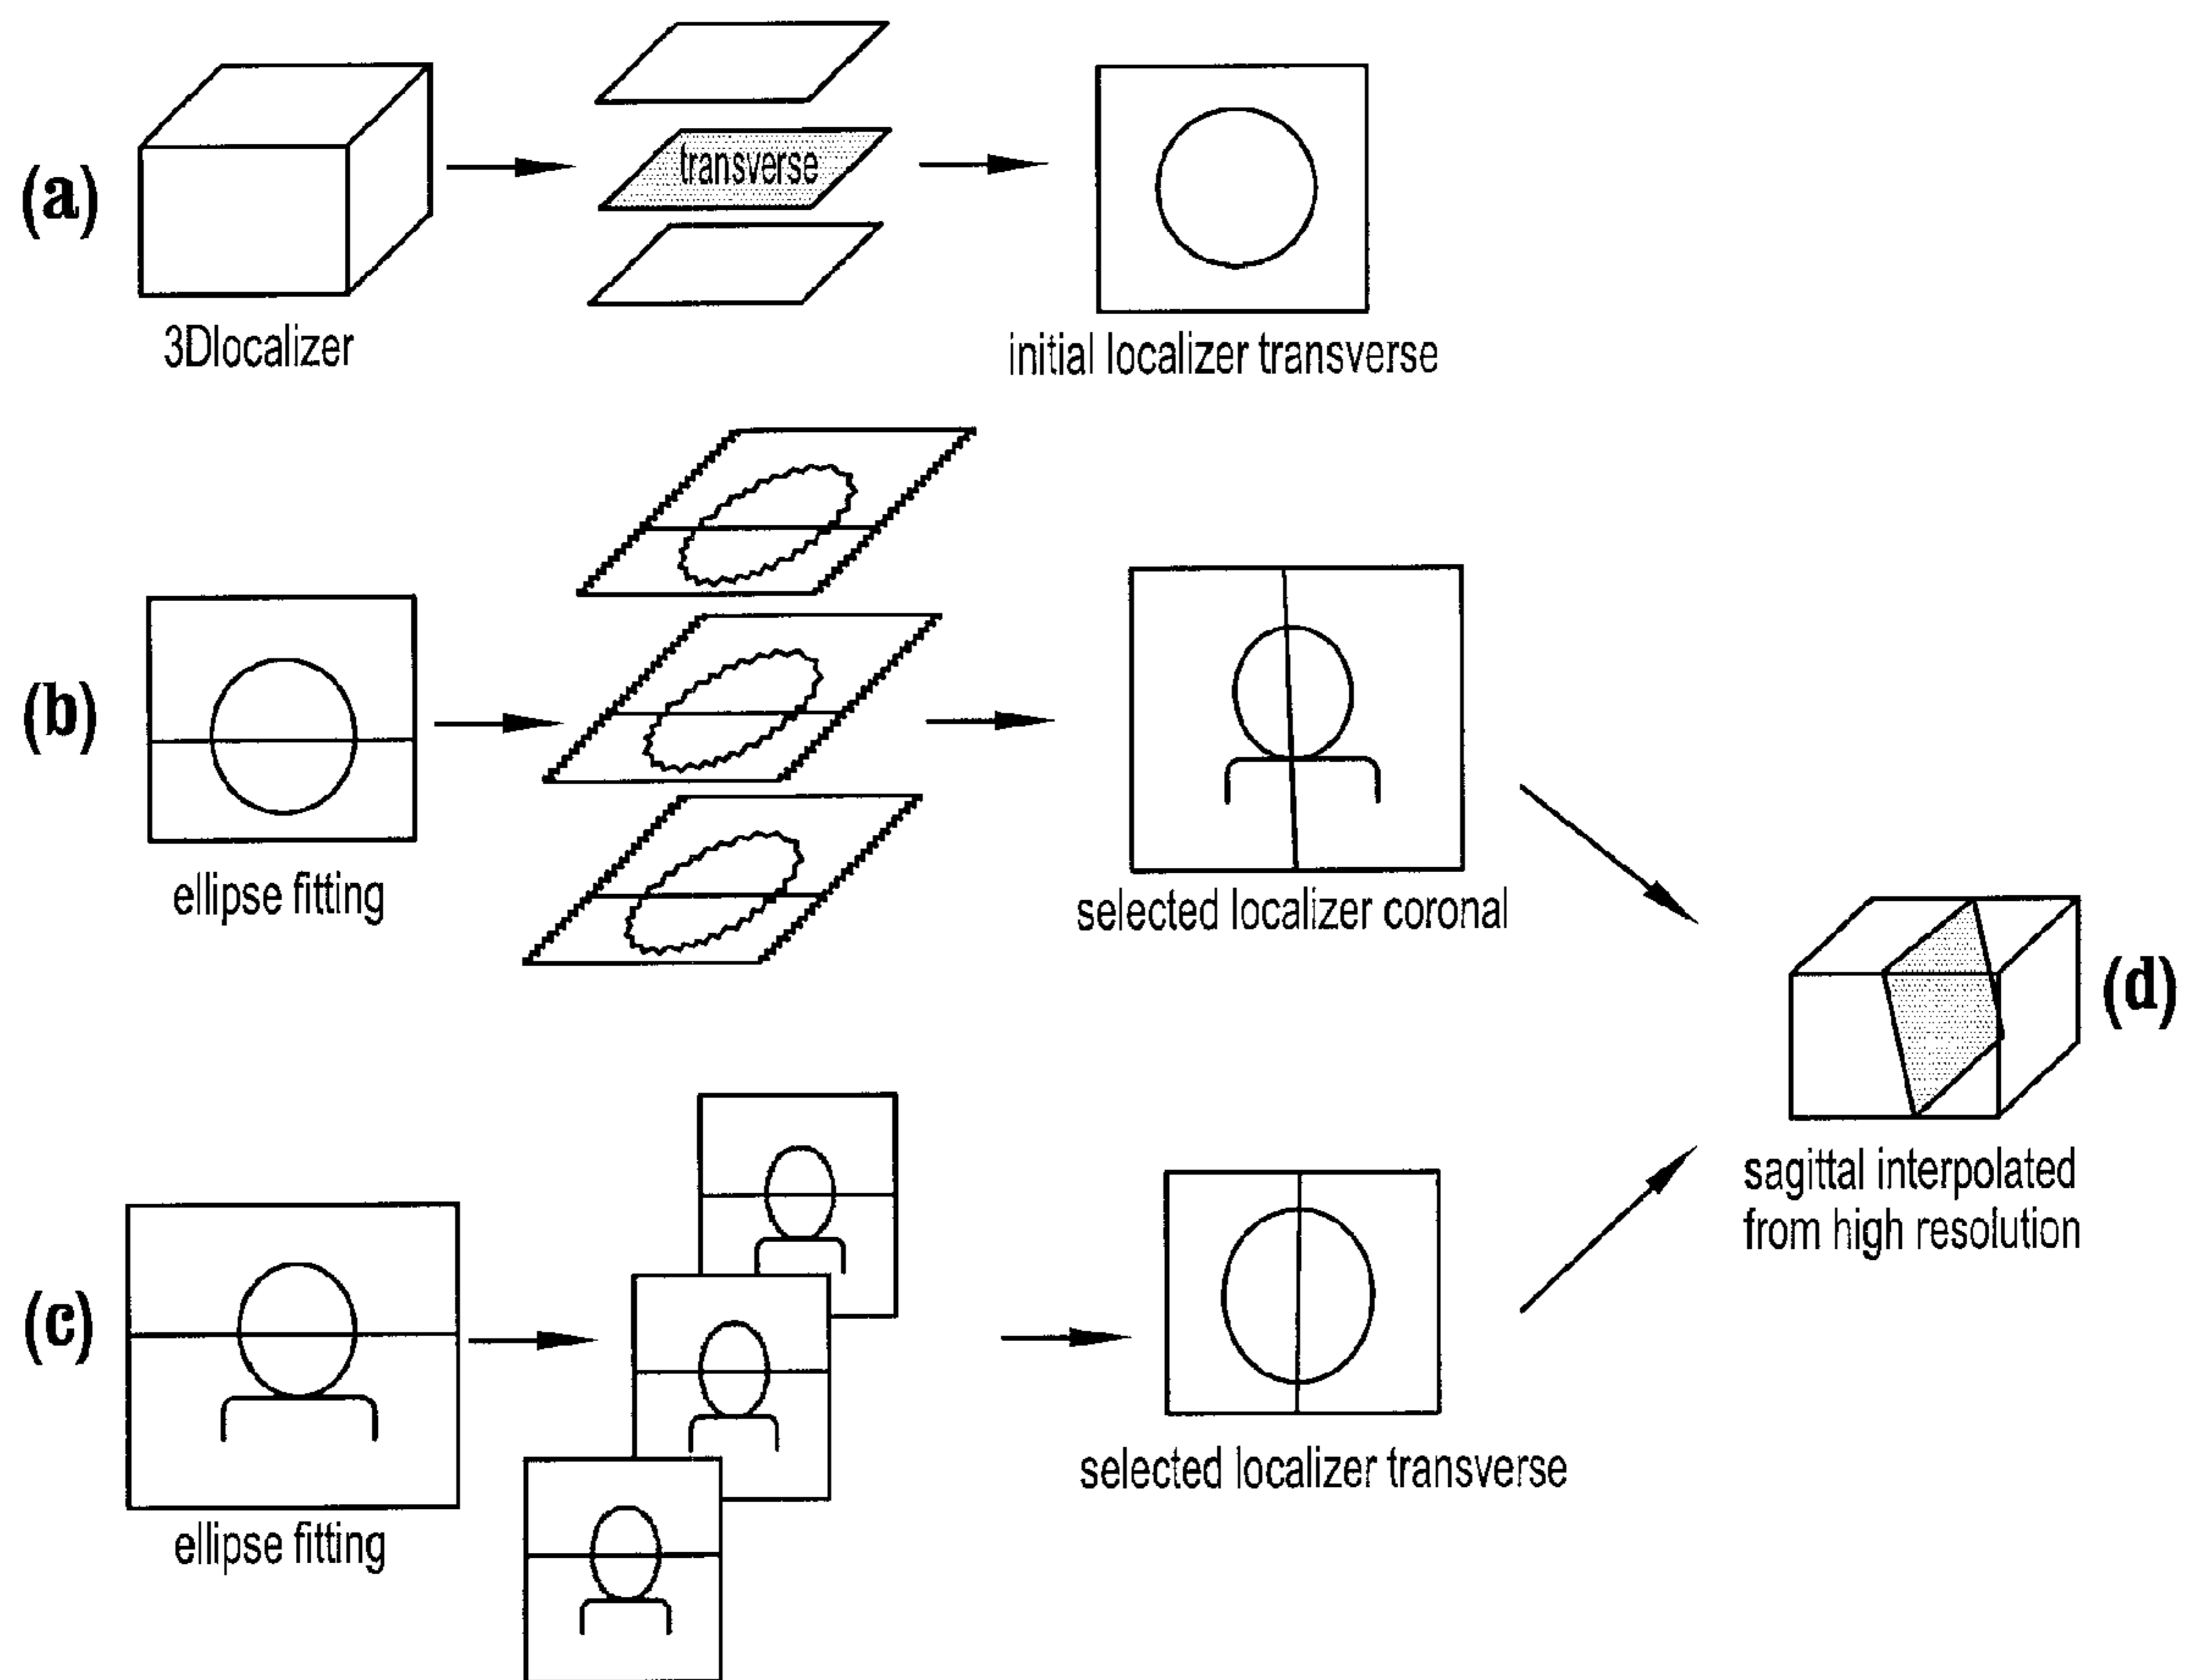 (a)
transverse
3Dlocalizer
initial localizer transverse
(b)
ellipse fitting
selected localizer coronal
(d)
sagittal interpolated
from high resolution
(c)
ellipse fitting
selected localizer transverse